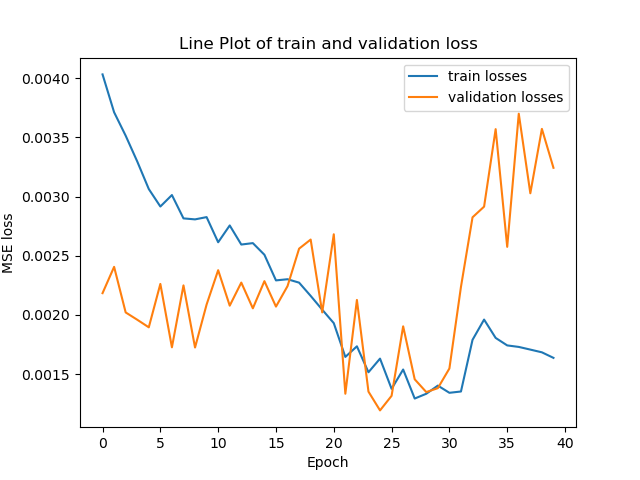 Line Plot of train and validation loss
train losses
validation losses
MSE loss
0.0040
0.0035
0.0030
0.0025
0.0020
0.0015
0 5 10 15 20 25 30 35 40
Epoch